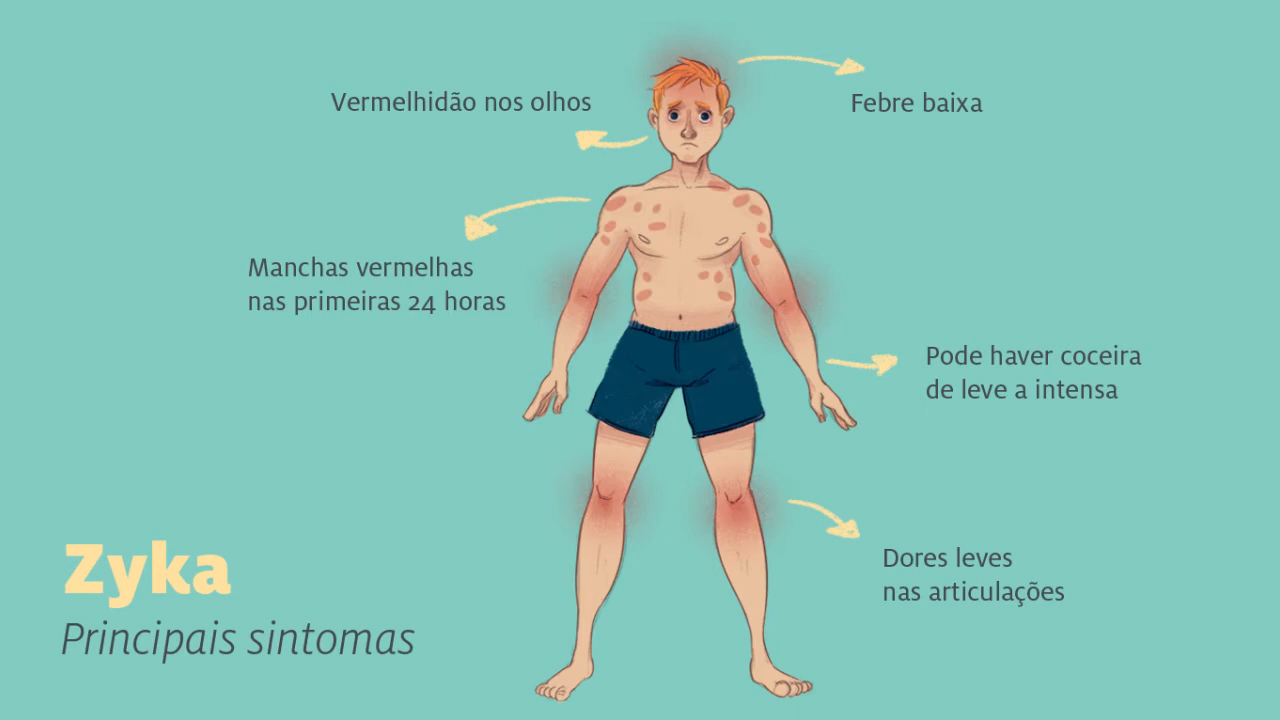 Vermelhidão nos olhos
Febre baixa
Manchas vermelhas
nas primeiras 24 horas
Pode haver coceira
de leve a intensa
Dores leves
nas articulações
Zyka
Principais sintomas